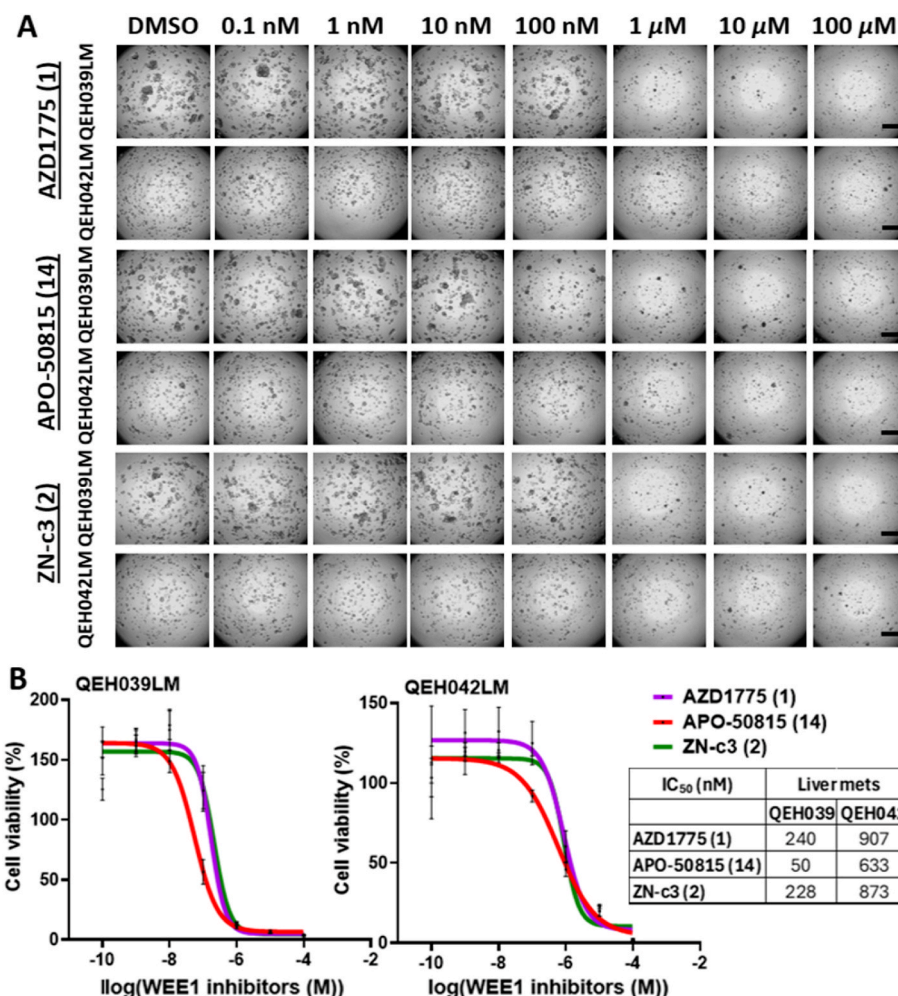 A
DMSO 0.1 nM 1 nM 10 nM 100 nM 1 µM 10 µM 100 µM
AZD1775 (1)
QEH039LM
QEH042LM
APO-50815 (14)
QEH039LM
QEH042LM
ZN-c3 (2)
QEH039LM
QEH042LM
B
QEH039LM
Cell viability (%)
200
150
100
50
0
-10 -8 -6 -4 -2
llog(WEE1 inhibitors (M))
QEH042LM
Cell viability (%)
150
100
50
0
-10 -8 -6 -4 -2
log(WEE1 inhibitors (M))
AZD1775 (1)
APO-50815 (14)
ZN-c3 (2)
IC50 (nM) Liver mets
QEH039 QEH042
AZD1775 (1) 240 907
APO-50815 (14) 50 633
ZN-c3 (2) 228 873